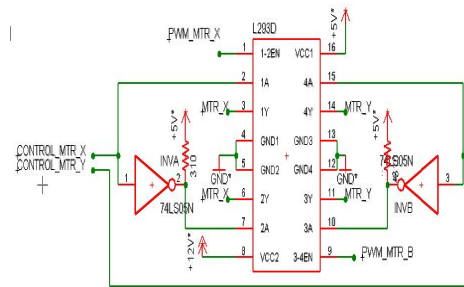 L293D
PWM_MTR_X
+5V*
1 1-2EN VCC1 16
2 1A 4A 15
MTR_X 3 1Y 4Y 14 MTR_Y
4 GND1 GND3 13
5 GND2 GND4 12
GND* GND*
MTR_X 6 2Y 3Y 11 MTR_Y
7 2A 3A 10
8 VCC2 3-4EN 9
PWM_MTR_B
+12V*
CONTROL_MTR_X
CONTROL_MTR_Y
+5V*
INVA
310
1 2
74LS05N
+5V*
74LS05N
3
INVB